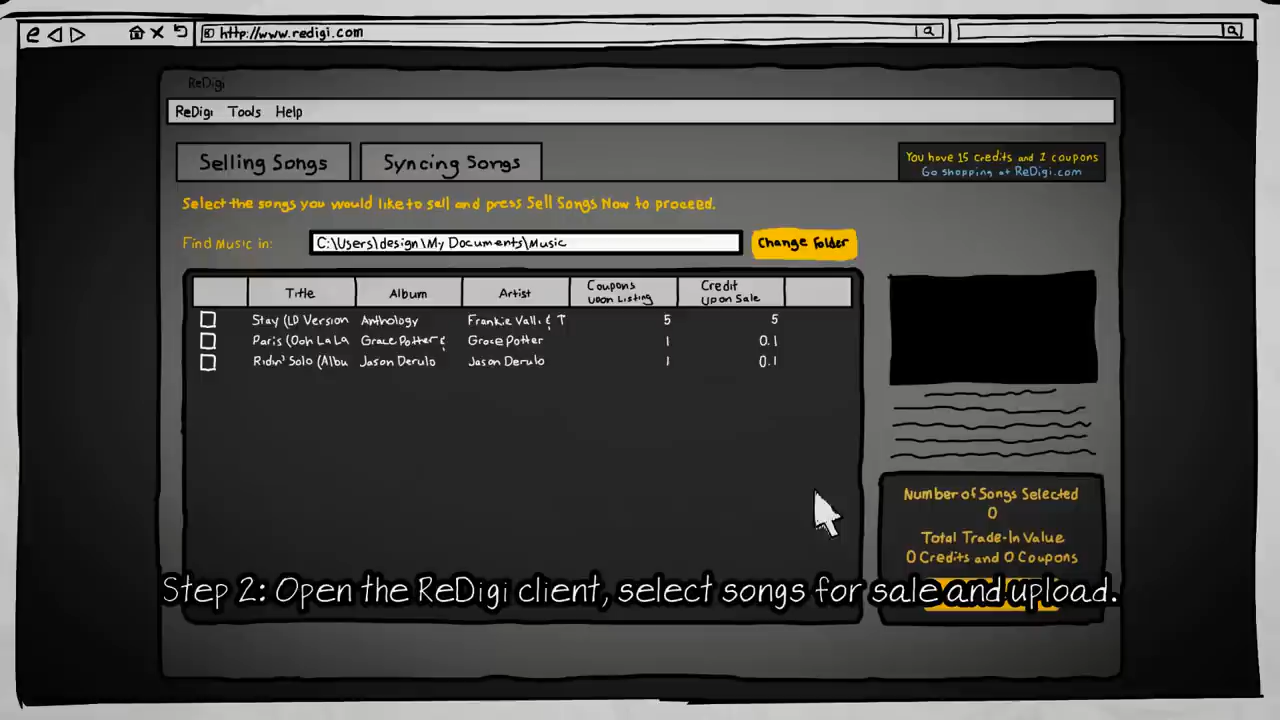 http://www.redigi.com
ReDigi
ReDigi Tools Help
Selling Songs Syncing Songs
You have 15 credits and 1 coupons
Go shopping at ReDigi.com
Select the songs you would like to sell and press Sell Songs Now to proceed.
Find Music in: C:\Users\design\My Documents\Music Change Folder
Title Album Artist Coupons Upon Listing Credit Upon Sale
Stay (LD Version Anthology Frankie Valli & T 5 5
Paris (Ooh La La Grace Potter & Grace Potter 1 0.1
Ridin' Solo (Albu Jason Derulo Jason Derulo 1 0.1
Number of Songs Selected
0
Total Trade-In Value
0 Credits and 0 Coupons
Step 2: Open the ReDigi client, select songs for sale and upload.